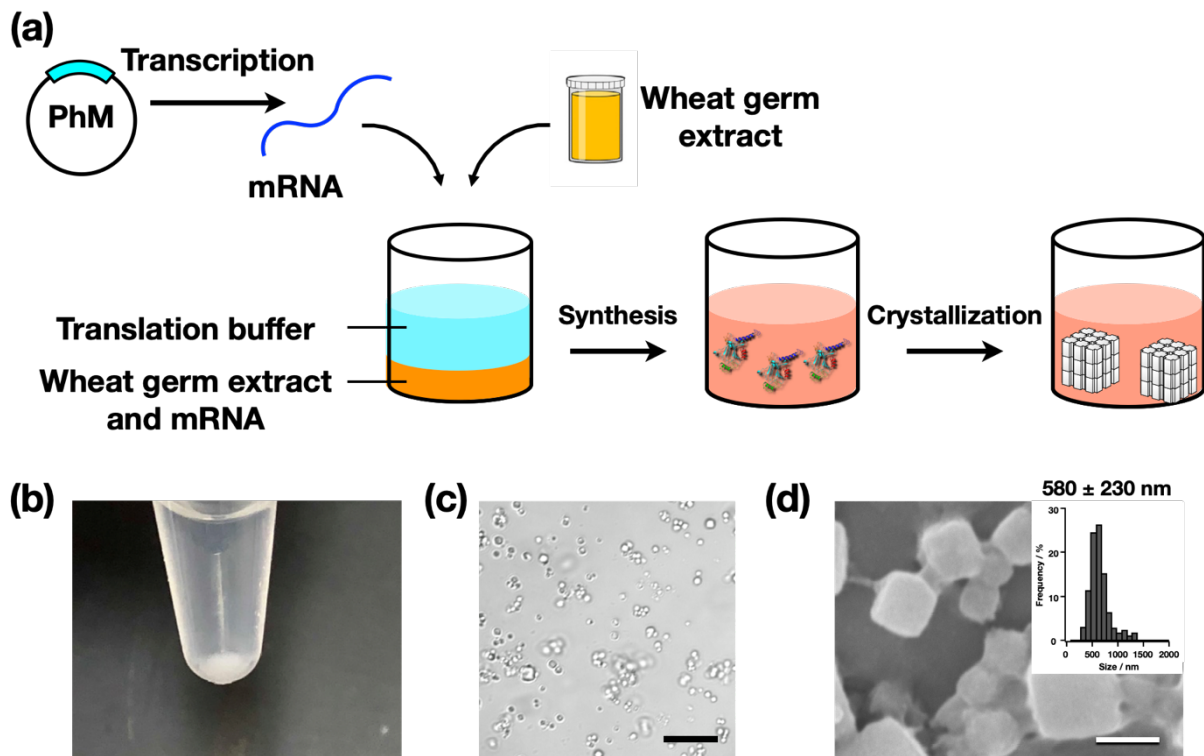 (a)
Transcription
PhM
mRNA
Wheat germ
extract
Translation buffer
Wheat germ extract
and mRNA
Synthesis
Crystallization
(b)
(c)
(d)
580 ± 230 nm
Frequency / %
30
20
10
0
0
500
1000
1500
2000
Size / nm